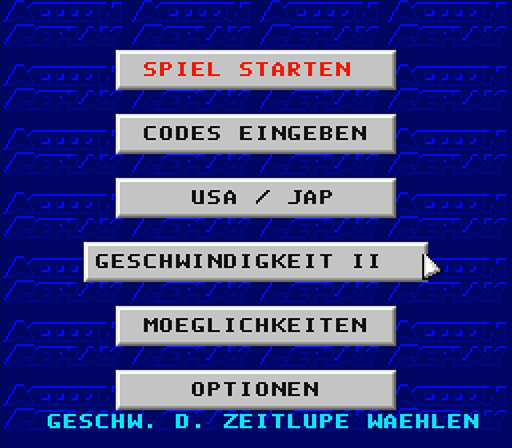 SPIEL STARTEN
CODES EINGEBEN
USA / JAP
GESCHWINDIGKEIT II
MOEGLICHKEITEN
OPTIONEN
GESCHW. D. ZEITLUPE WAEHLEN